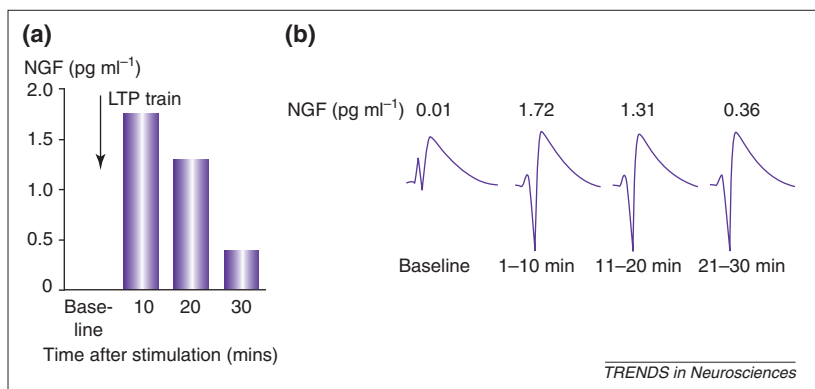 (a)
NGF (pg ml⁻¹)
2.0
LTP train
1.5
1.0
0.5
0
Base-
line
10 20 30
Time after stimulation (mins)
(b)
NGF (pg ml⁻¹) 0.01 1.72 1.31 0.36
Baseline 1–10 min 11–20 min 21–30 min
TRENDS in Neurosciences